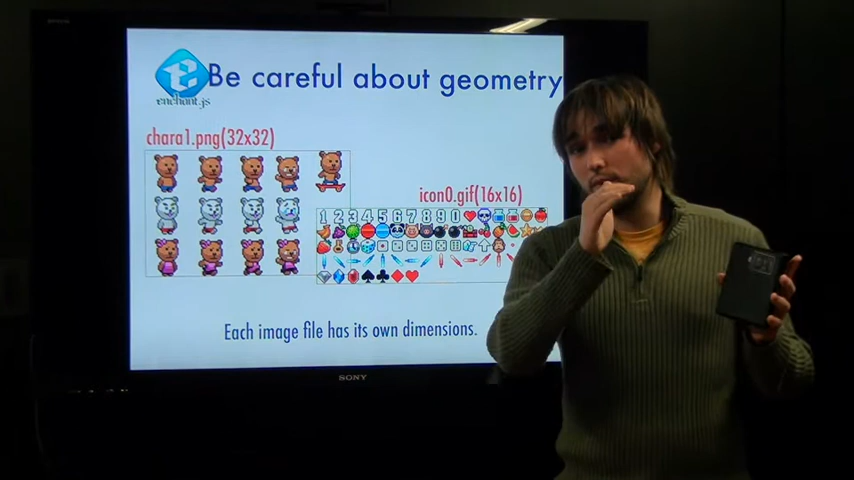 Be careful about geometry
enchant.js
chara1.png(32x32)
icon0.gif(16x16)
1 2 3 4 5 6 7 8 9 0
Each image file has its own dimensions.
SONY